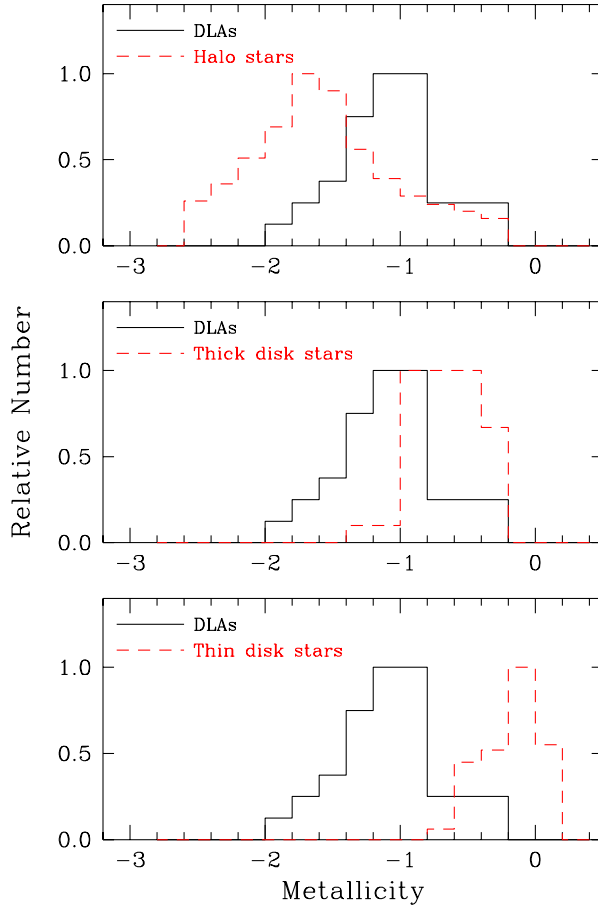 DLAs
Halo stars
1.0
0.5
0.0
−3 −2 −1 0
DLAs
Thick disk stars
1.0
0.5
0.0
−3 −2 −1 0
DLAs
Thin disk stars
1.0
0.5
0.0
−3 −2 −1 0
Relative Number
Metallicity